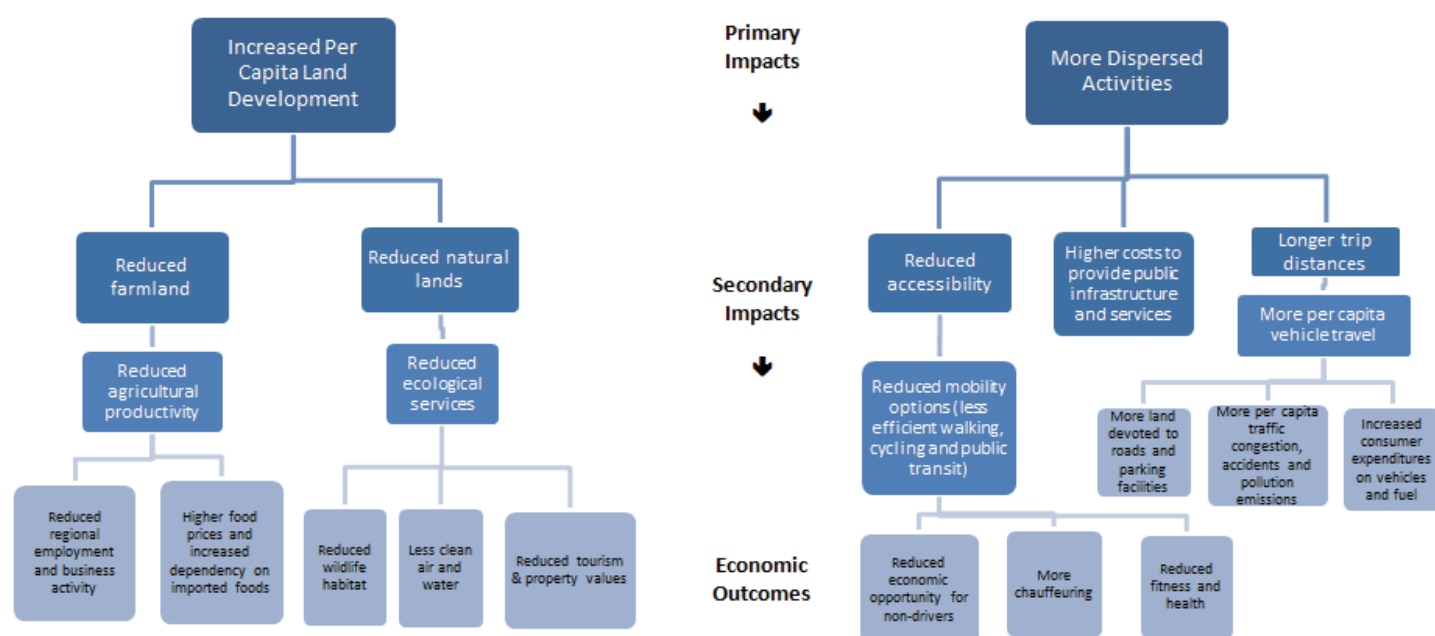 Increased Per
Capita Land
Development
Primary
Impacts
More Dispersed
Activities
Reduced
farmland
Reduced natural
lands
Secondary
Impacts
Reduced
accessibility
Higher costs to
provide public
infrastructure
and services
Longer trip
distances
More per capita
vehicle travel
Reduced
agricultural
productivity
Reduced
ecological
services
Reduced mobility
options (less
efficient walking,
cycling and public
transit)
More land
devoted to
roads and
parking
facilities
More per capita
traffic
congestion,
accidents and
pollution
emissions
Increased
consumer
expenditures
on vehicles
and fuel
Reduced
regional
employment
and business
activity
Higher food
prices and
increased
dependency on
imported foods
Reduced
wildlife
habitat
Less clean
air and
water
Reduced tourism
& property values
Economic
Outcomes
Reduced
economic
opportunity for
non-drivers
More
chauffeuring
Reduced
fitness and
health